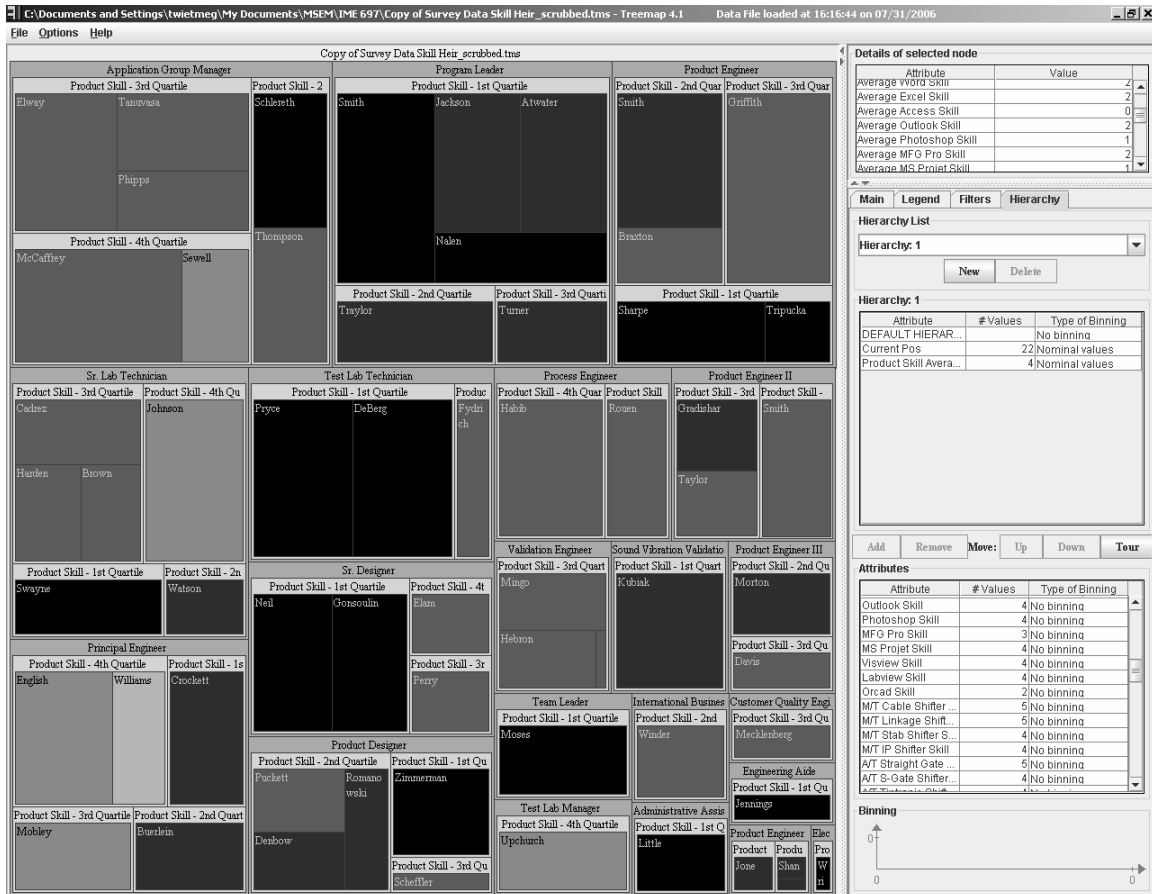 C:\Documents and Settings\twietmeg\My Documents\MSEM\IME 697\Copy of Survey Data Skill Heir_scrubbed.tms - Treemap 4.1 Data File loaded at 16:16:44 on 07/31/2006
File Options Help
Copy of Survey Data Skill Heir_scrubbed.tms
Application Group Manager
Product Skill - 3rd Quartile
Elway
Tanuvasa
Phipps
Product Skill - 2
Schlereth
Thompson
Product Skill - 4th Quartile
McCaffrey
Sewell
Program Leader
Product Skill - 1st Quartile
Smith
Jackson
Atwater
Nalen
Product Skill - 2nd Quartile
Traylor
Product Skill - 3rd Quarti
Turner
Product Engineer
Product Skill - 2nd Quar
Smith
Braxton
Product Skill - 3rd Quar
Griffith
Product Skill - 1st Quartile
Sharpe
Tripucka
Sr. Lab Technician
Product Skill - 3rd Quartile
Cadrez
Harden
Brown
Product Skill - 4th Qu
Johnson
Product Skill - 1st Quartile
Swayne
Product Skill - 2n
Watson
Test Lab Technician
Product Skill - 1st Quartile
Pryce
DeBerg
Produc
Fydri
ch
Process Engineer
Product Skill - 4th Quar
Habib
Product Skill
Rouen
Product Engineer II
Product Skill - 3rd
Gradishar
Taylor
Product Skill -
Smith
Principal Engineer
Product Skill - 4th Quartile
English
Williams
Product Skill - 1s
Crockett
Product Skill - 3rd Quartile
Mobley
Product Skill - 2nd Quart
Buerlein
Sr. Designer
Product Skill - 1st Quartile
Neil
Gonsoulin
Product Skill - 4t
Elam
Product Skill - 3r
Perry
Product Designer
Product Skill - 2nd Quartile
Puckett
Romano
wski
Denbow
Product Skill - 1st Qu
Zimmerman
Product Skill - 3rd Qu
Scheffler
Validation Engineer
Product Skill - 3rd Quart
Mingo
Hebron
Sound Vibration Validatio
Product Skill - 1st Quart
Kubiak
Product Engineer III
Product Skill - 2nd Qu
Morton
Product Skill - 3rd Qu
Davis
Team Leader
Product Skill - 1st Quartile
Moses
International Busines
Product Skill - 2nd
Winder
Customer Quality Engi
Product Skill - 3rd Qu
Mecklenberg
Engineering Aide
Product Skill - 1st Qu
Jennings
Test Lab Manager
Product Skill - 4th Quartile
Upchurch
Administrative Assis
Product Skill - 1st Q
Little
Product Engineer
Product
Jone
Produ
Shan
Elec
Pro
W
ri
Details of selected node
Attribute Value
Average Word Skill 2
Average Excel Skill 2
Average Access Skill 0
Average Outlook Skill 2
Average Photoshop Skill 1
Average MFG Pro Skill 2
Average MS Projet Skill 1
Main Legend Filters Hierarchy
Hierarchy List
Hierarchy: 1
New Delete
Hierarchy: 1
Attribute # Values Type of Binning
DEFAULT HIERAR... No binning
Current Pos 22 Nominal values
Product Skill Avera... 4 Nominal values
Add Remove Move: Up Down Tour
Attributes
Attribute # Values Type of Binning
Outlook Skill 4 No binning
Photoshop Skill 4 No binning
MFG Pro Skill 3 No binning
MS Projet Skill 4 No binning
Visview Skill 4 No binning
Labview Skill 4 No binning
Orcad Skill 2 No binning
M/T Cable Shifter ... 5 No binning
M/T Linkage Shift... 5 No binning
M/T Stab Shifter S... 4 No binning
M/T IP Shifter Skill 4 No binning
A/T Straight Gate ... 5 No binning
A/T S-Gate Shifter... 4 No binning
Binning
0
0 0